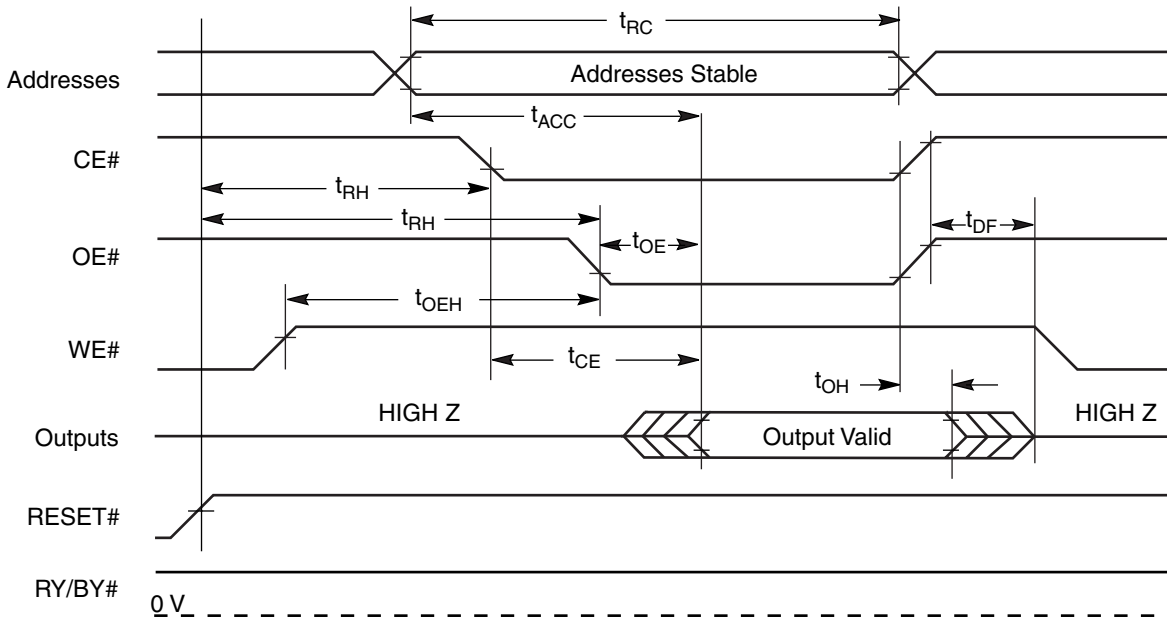 tRC
Addresses
Addresses Stable
tACC
CE#
tRH
tRH
tDF
OE#
tOE
tOEH
WE#
tCE
tOH
HIGH Z
HIGH Z
Outputs
Output Valid
RESET#
RY/BY#
0 V